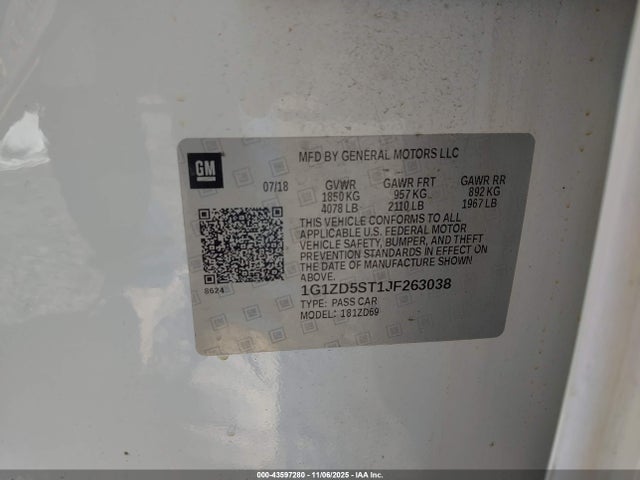 MFD BY GENERAL MOTORS LLC
GM
07/18 GVWR GAWR FRT GAWR RR
1850 KG 957 KG 892 KG
4078 LB 2110 LB 1967 LB
THIS VEHICLE CONFORMS TO ALL
APPLICABLE U.S. FEDERAL MOTOR
VEHICLE SAFETY, BUMPER, AND THEFT
PREVENTION STANDARDS IN EFFECT ON
THE DATE OF MANUFACTURE SHOWN
ABOVE.
8624
1G1ZD5ST1JF263038
TYPE: PASS CAR
MODEL: 181ZD69
000-43597280 - 11/06/2025 - IAAI Inc.